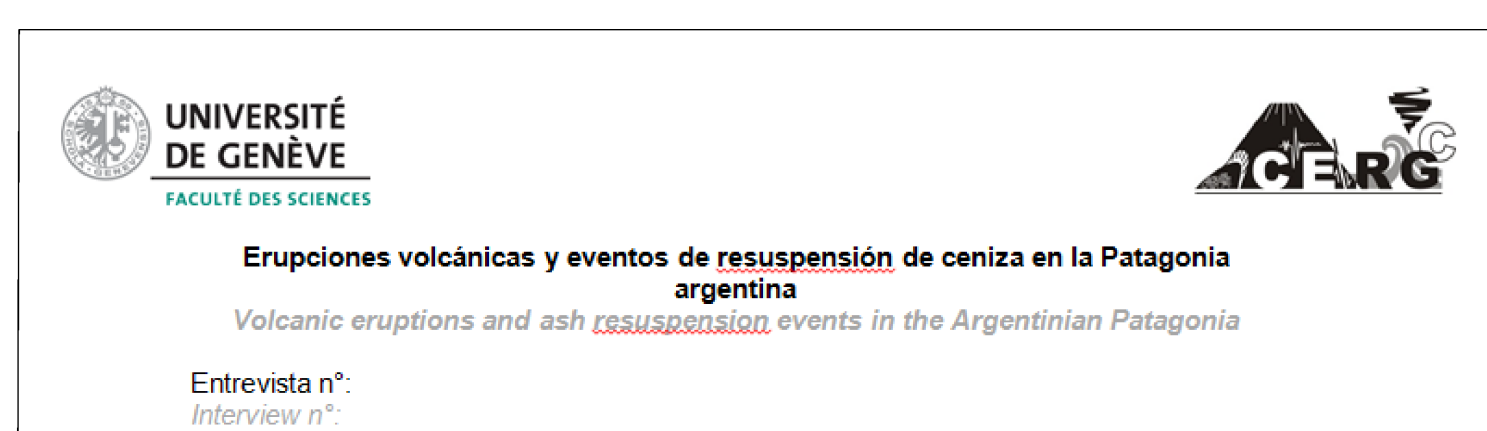 UNIVERSITÉ
DE GENÈVE
FACULTÉ DES SCIENCES
CERG C
Erupciones volcánicas y eventos de resuspensión de ceniza en la Patagonia
argentina
Volcanic eruptions and ash resuspension events in the Argentinian Patagonia
Entrevista n°:
Interview n°: